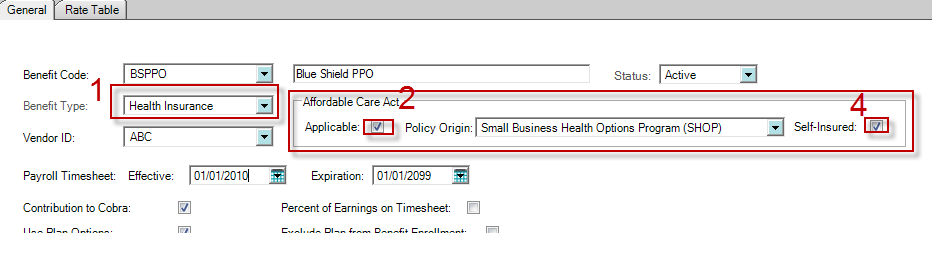 General Rate Table
Benefit Code: BSPPO Blue Shield PPO Status: Active
1 2 4
Benefit Type: Health Insurance Affordable Care Act
Applicable: Policy Origin: Small Business Health Options Program (SHOP) Self-Insured:
Vendor ID: ABC
Payroll Timesheet: Effective: 01/01/2010 Expiration: 01/01/2099
Contribution to Cobra: Percent of Earnings on Timesheet:
Use Plan Options: Exclude Plan from Benefit Enrollment: